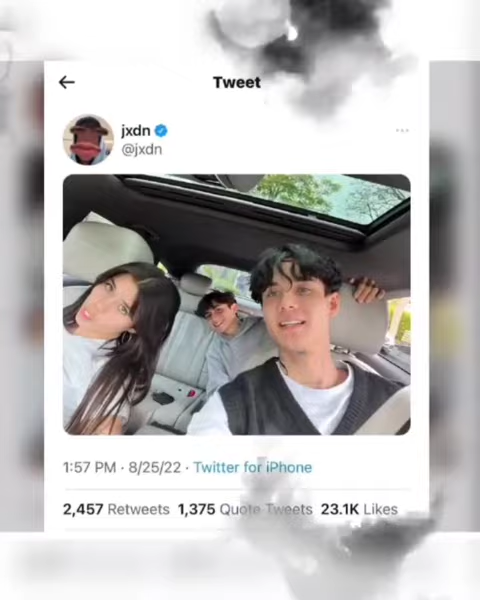 Tweet
jxdn
@jxdn
1:57 PM · 8/25/22 · Twitter for iPhone
2,457 Retweets 1,375 Quote Tweets 23.1K Likes